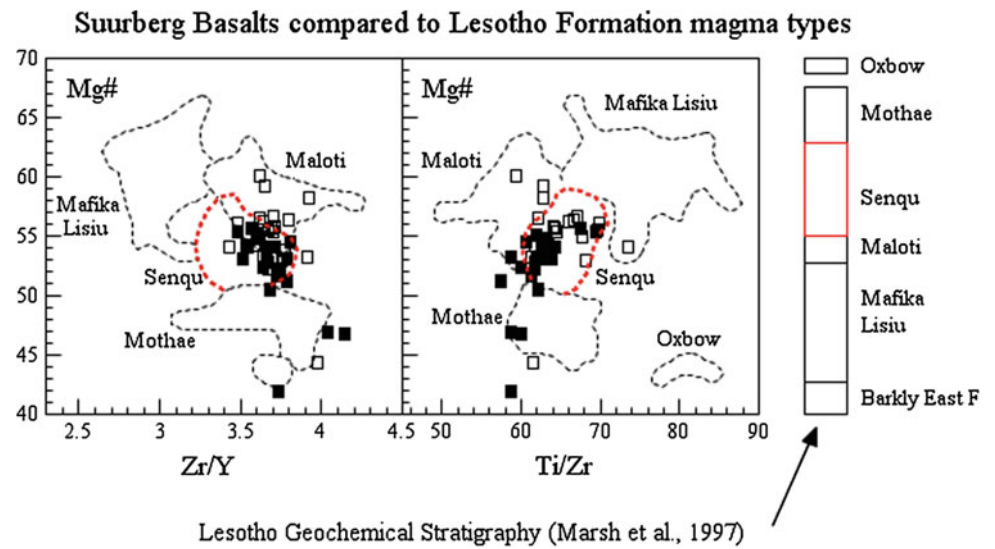 Suurberg Basalts compared to Lesotho Formation magma types
70
65
60
55
50
45
40
Mg#
Maloti
Mafika
Lisiu
Senqu
Mothae
2.5
3
3.5
4
4.5
Zr/Y
Mg#
Mafika Lisiu
Maloti
Senqu
Mothae
Oxbow
50
60
70
80
90
Ti/Zr
Oxbow
Mothae
Senqu
Maloti
Mafika
Lisiu
Barkly East F
Lesotho Geochemical Stratigraphy (Marsh et al., 1997)